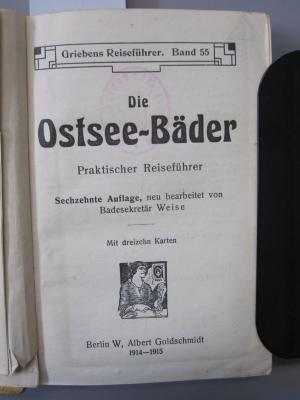 Griebens Reiseführer. Band 55
Die
Ostsee-Bäder
Praktischer Reiseführer
Sechzehnte Auflage, neu bearbeitet von
Badesekretär Weise
Mit dreizehn Karten
Berlin W, Albert Goldschmidt
1914—1915